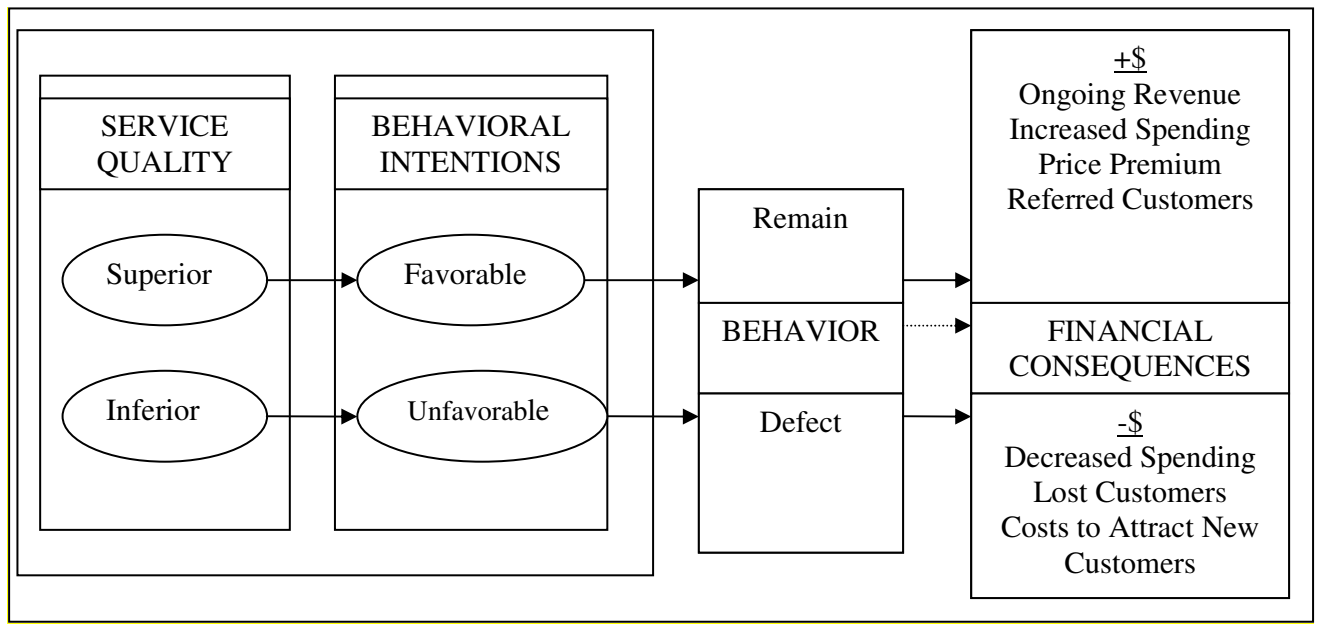 SERVICE
QUALITY
Superior
Inferior
BEHAVIORAL
INTENTIONS
Favorable
Unfavorable
Remain
BEHAVIOR
Defect
+$
Ongoing Revenue
Increased Spending
Price Premium
Referred Customers
FINANCIAL
CONSEQUENCES
-$
Decreased Spending
Lost Customers
Costs to Attract New
Customers